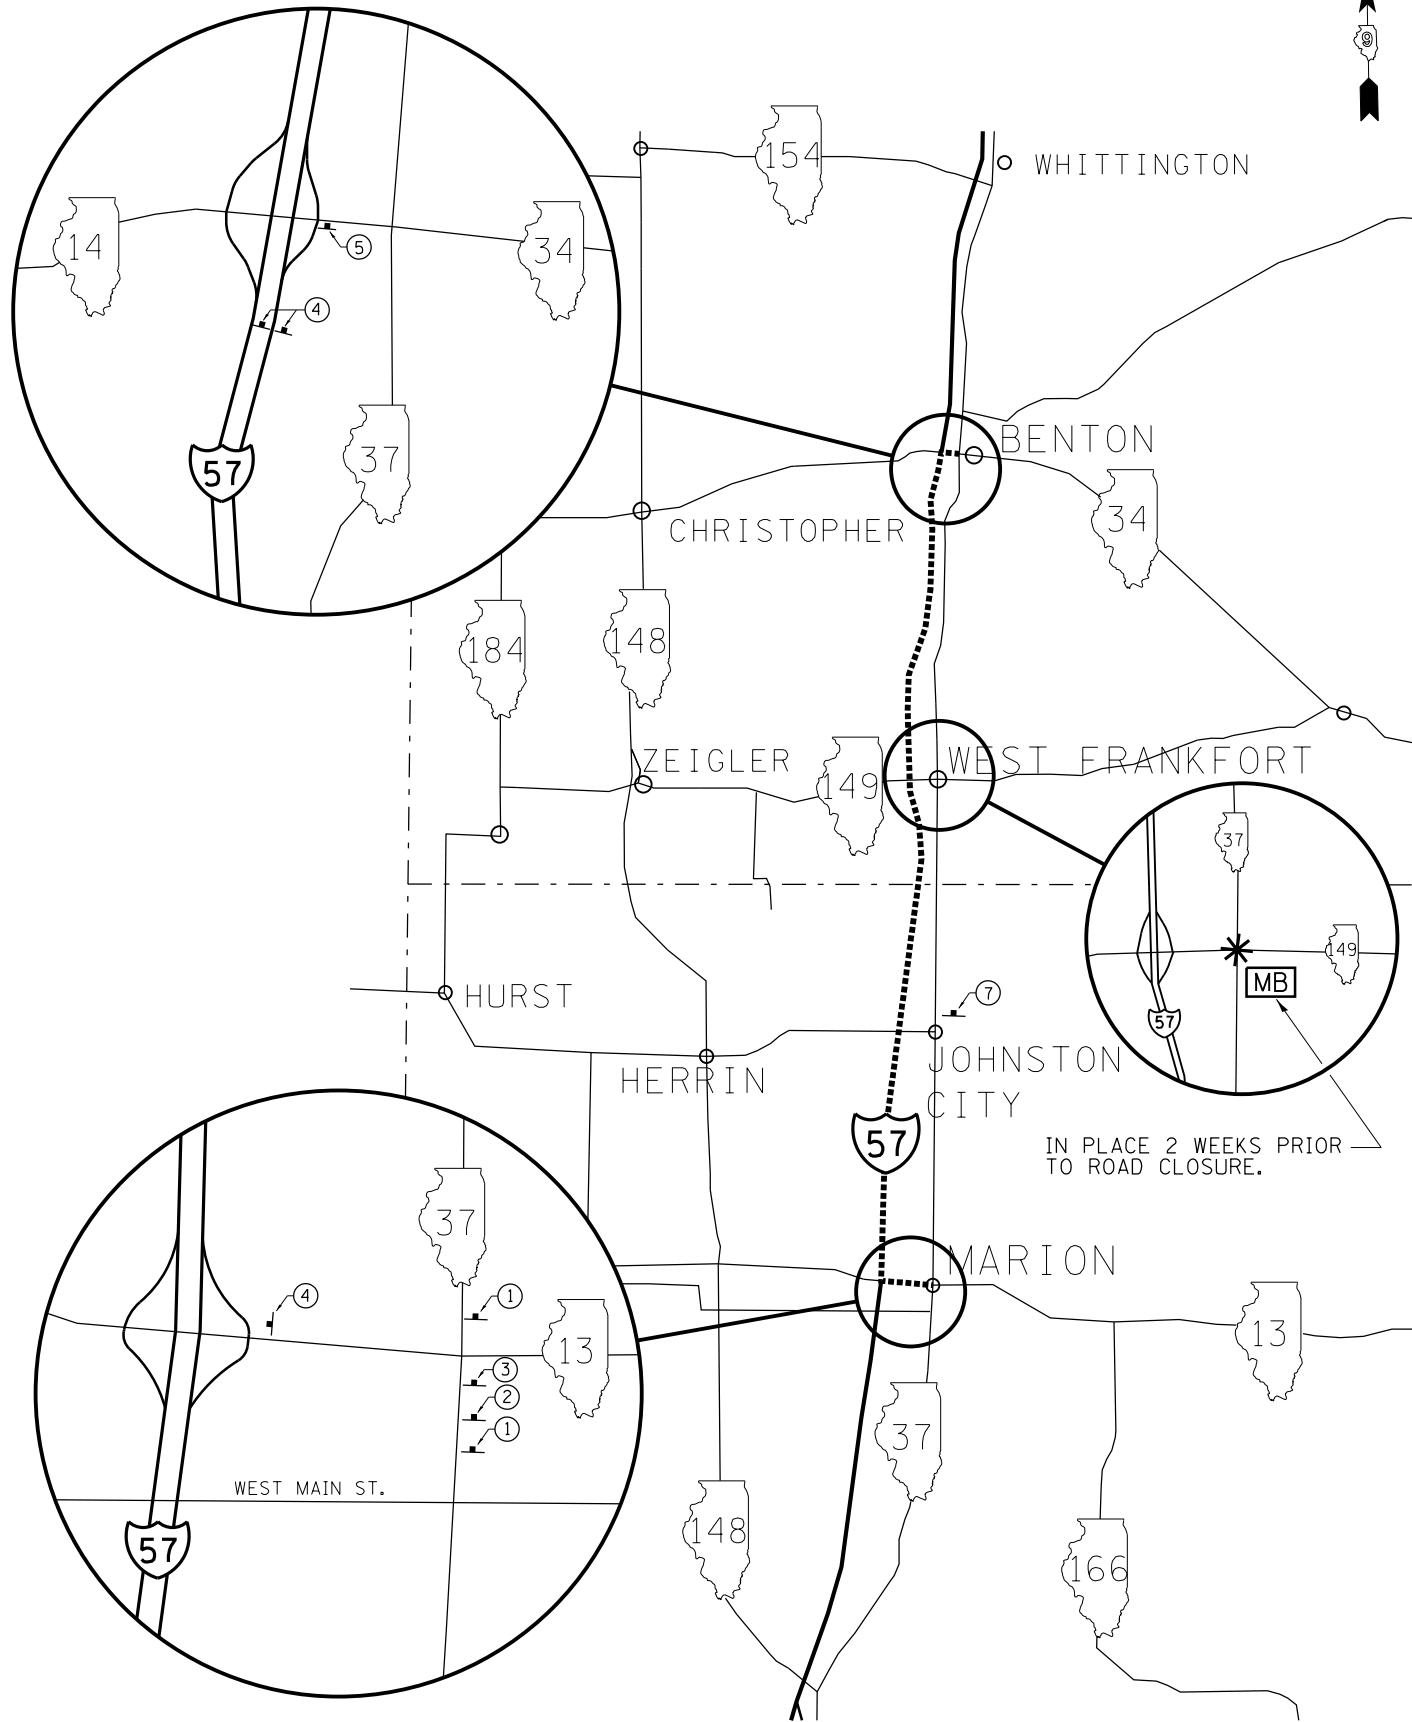 9
154
WHITTINGTON
14
34
5
4
37
57
BENTON
CHRISTOPHER
34
184
148
ZEIGLER
149
WEST FRANKFORT
37
149
MB
57
7
HURST
JOHNSTON
CITY
HERRIN
57
IN PLACE 2 WEEKS PRIOR
TO ROAD CLOSURE.
37
MARION
4
1
13
3
2
1
13
37
WEST MAIN ST.
57
148
166